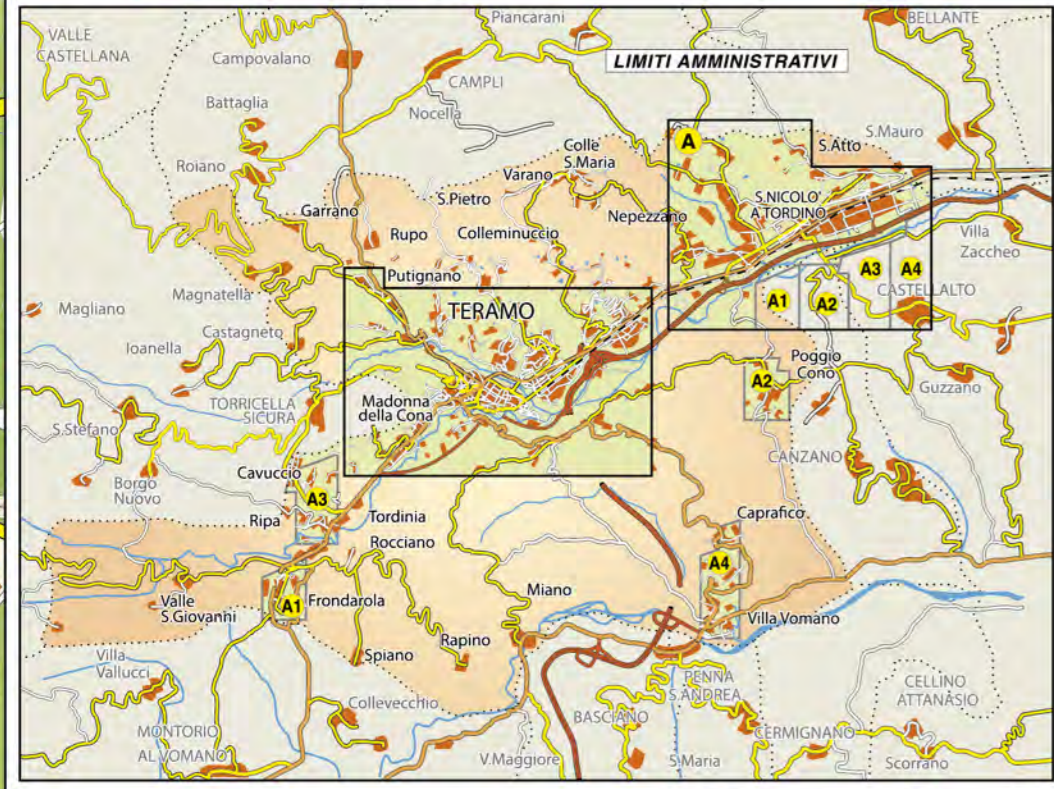 Piancarani
BELLANTE
VALLE
CASTELLANA
Campovalano
LIMITI AMMINISTRATIVI
CAMPLI
Battaglia
Nocella
S.Mauro
A
S.Atto
Colle
S.Maria
Roiano
Varano
S.NICOLO'
A TORDINO
S.Pietro
Garrano
Nepezzano
Rupo
Colleminuccio
Villa
Zaccheo
Putignano
A3
A4
CASTELLALTO
A1
A2
Magnatella
Magliano
TERAMO
Castagneto
Ioanella
Poggio
Cono
A2
Guzzano
Madonna
della Cona
TORRICELLA
SICURA
S.Stefano
CANZANO
Cavuccio
Borgo
Nuovo
A3
Ripa
Tordinia
Caprafico
Rocciano
A4
Miano
Valle
S.Giovanni
A1
Frondarola
Villa Vomano
Rapino
Spiano
Villa
Vallucci
PENNA
S.ANDREA
CELLINO
ATTANASIO
Collevecchio
BASCIANO
MONTORIO
AL VOMANO
CERMIGNANO
V.Maggiore
S.Maria
Scorrano